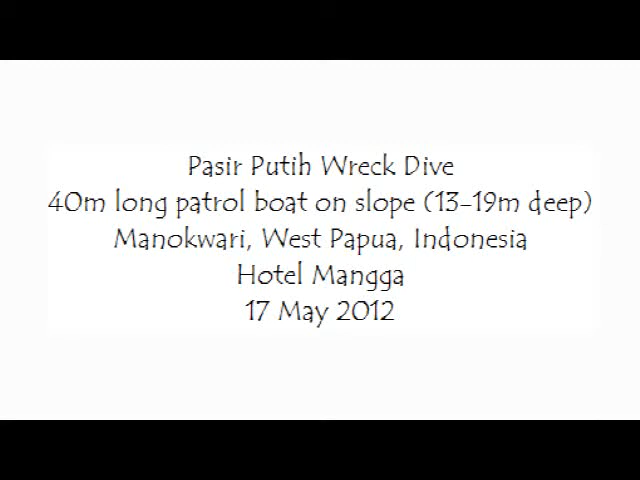 Pasir Putih Wreck Dive
40m long patrol boat on slope (13-19m deep)
Manokwari, West Papua, Indonesia
Hotel Mangga
17 May 2012